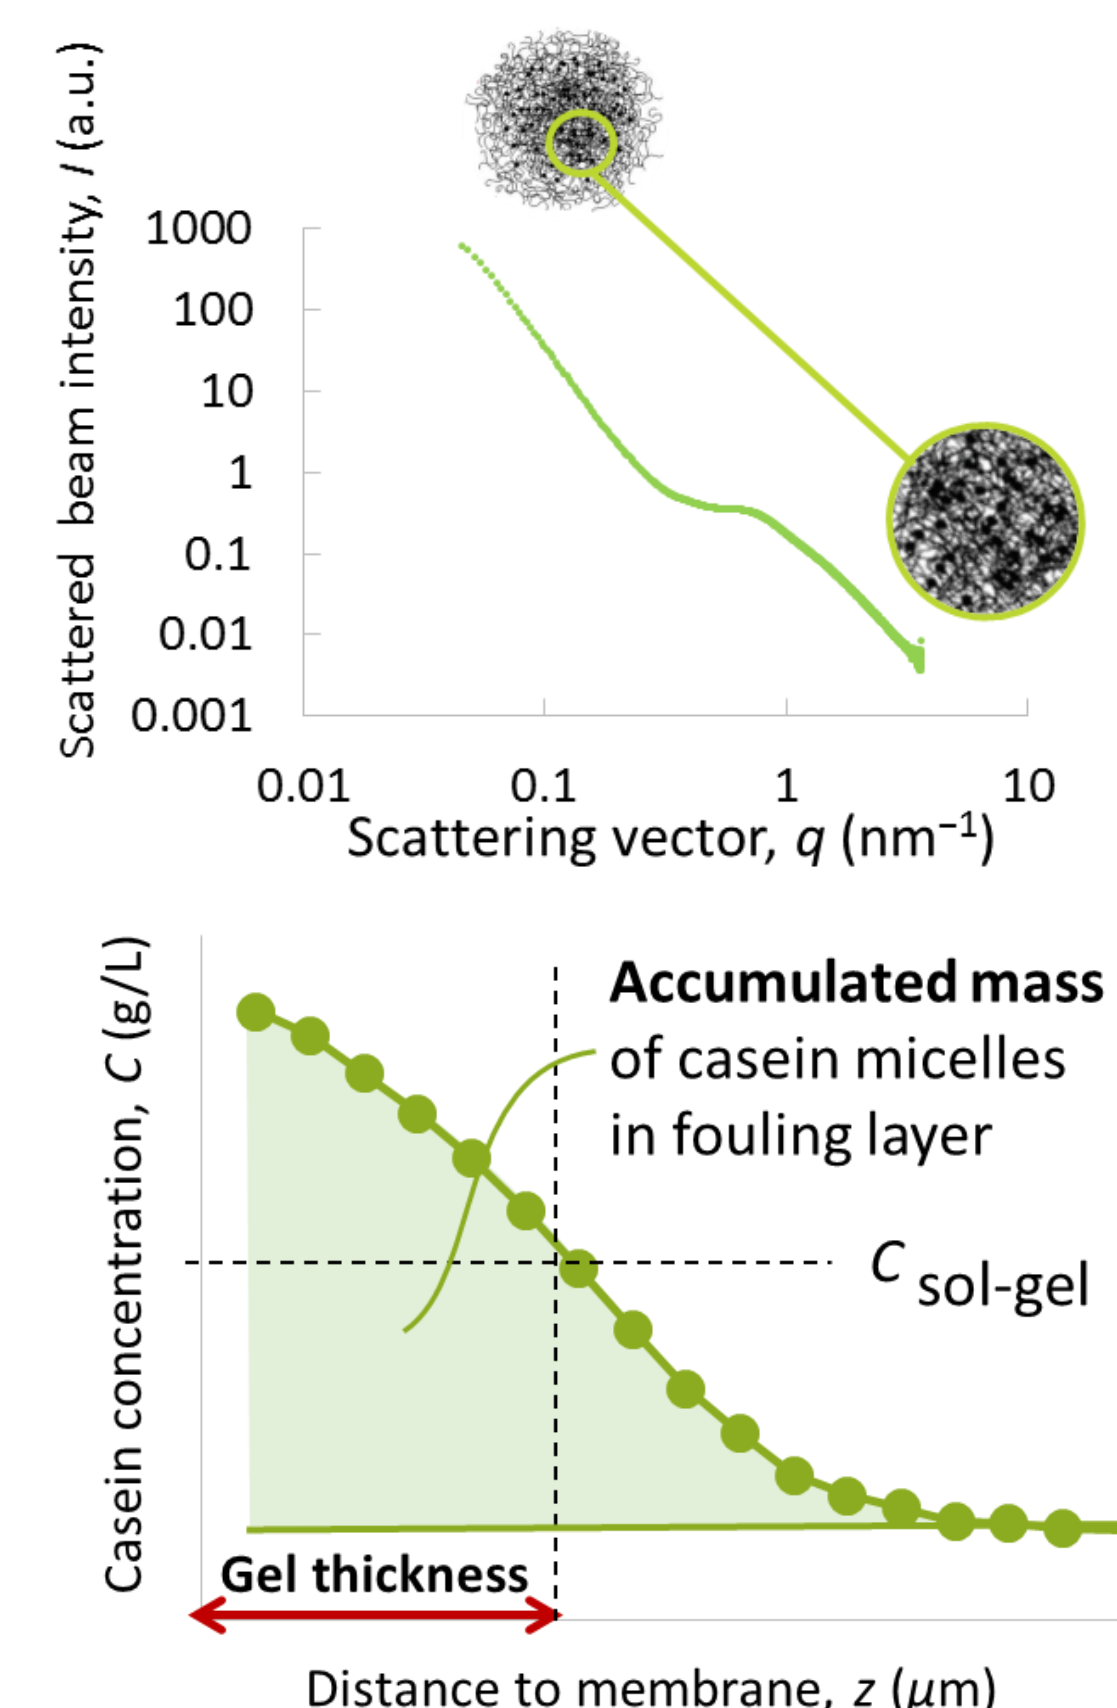 Scattered beam intensity, I (a.u.)
1000
100
10
1
0.1
0.01
0.001
0.01 0.1 1 10
Scattering vector, q (nm⁻¹)
Casein concentration, C (g/L)
Accumulated mass
of casein micelles
in fouling layer
C sol-gel
Gel thickness
Distance to membrane, z (μm)